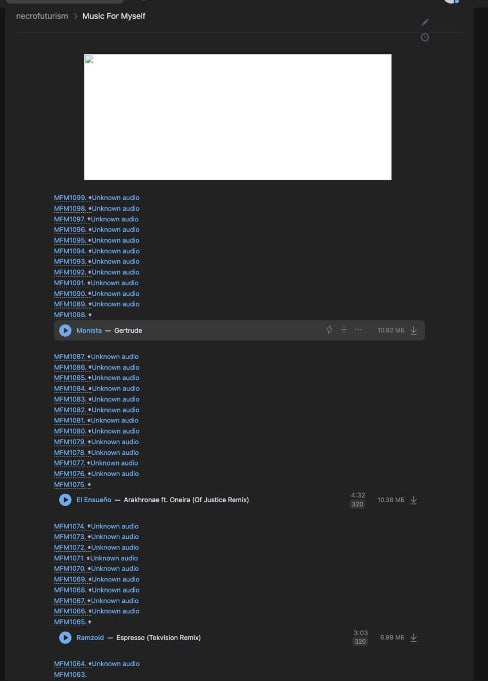 necrofuturism > Music For Myself
MFM1099. *Unknown audio
MFM1098. *Unknown audio
MFM1097. *Unknown audio
MFM1096. *Unknown audio
MFM1095. *Unknown audio
MFM1094. *Unknown audio
MFM1093. *Unknown audio
MFM1092. *Unknown audio
MFM1091. *Unknown audio
MFM1090. *Unknown audio
MFM1089. *Unknown audio
MFM1088. *
Monista — Gertrude 10.92 МБ
MFM1087. *Unknown audio
MFM1086. *Unknown audio
MFM1085. *Unknown audio
MFM1084. *Unknown audio
MFM1083. *Unknown audio
MFM1082. *Unknown audio
MFM1081. *Unknown audio
MFM1080. *Unknown audio
MFM1079. *Unknown audio
MFM1078. *Unknown audio
MFM1077. *Unknown audio
MFM1076. *Unknown audio
MFM1075. *
El Ensueño — Arakhronae ft. Oneira (Of Justice Remix) 4:32 320 10.38 МБ
MFM1074. *Unknown audio
MFM1073. *Unknown audio
MFM1072. *Unknown audio
MFM1071. *Unknown audio
MFM1070. *Unknown audio
MFM1069. *Unknown audio
MFM1068. *Unknown audio
MFM1067. *Unknown audio
MFM1066. *Unknown audio
MFM1065. *
Ramzoid — Espresso (Tekvision Remix) 3:03 320 6.99 МБ
MFM1064. *Unknown audio
MFM1063.